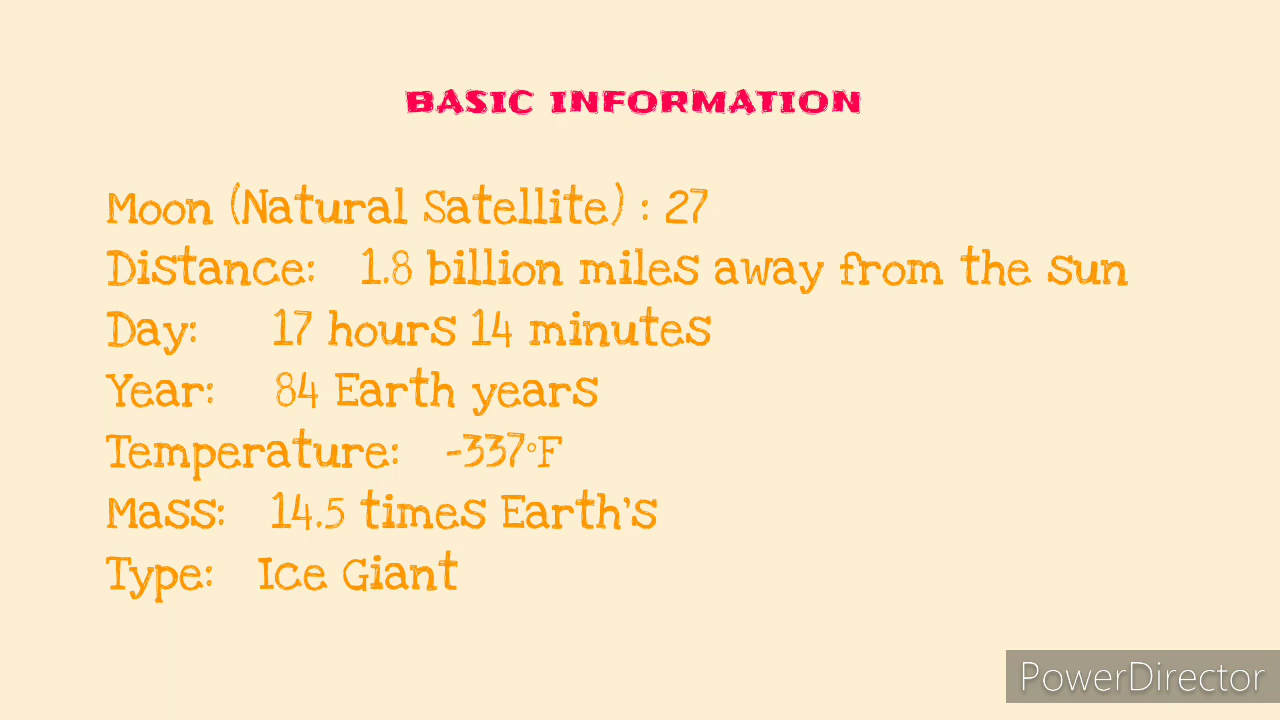 BASIC INFORMATION
Moon (Natural Satellite) : 27
Distance: 1.8 billion miles away from the sun
Day: 17 hours 14 minutes
Year: 84 Earth years
Temperature: -337°F
Mass: 14.5 times Earth's
Type: Ice Giant
PowerDirector